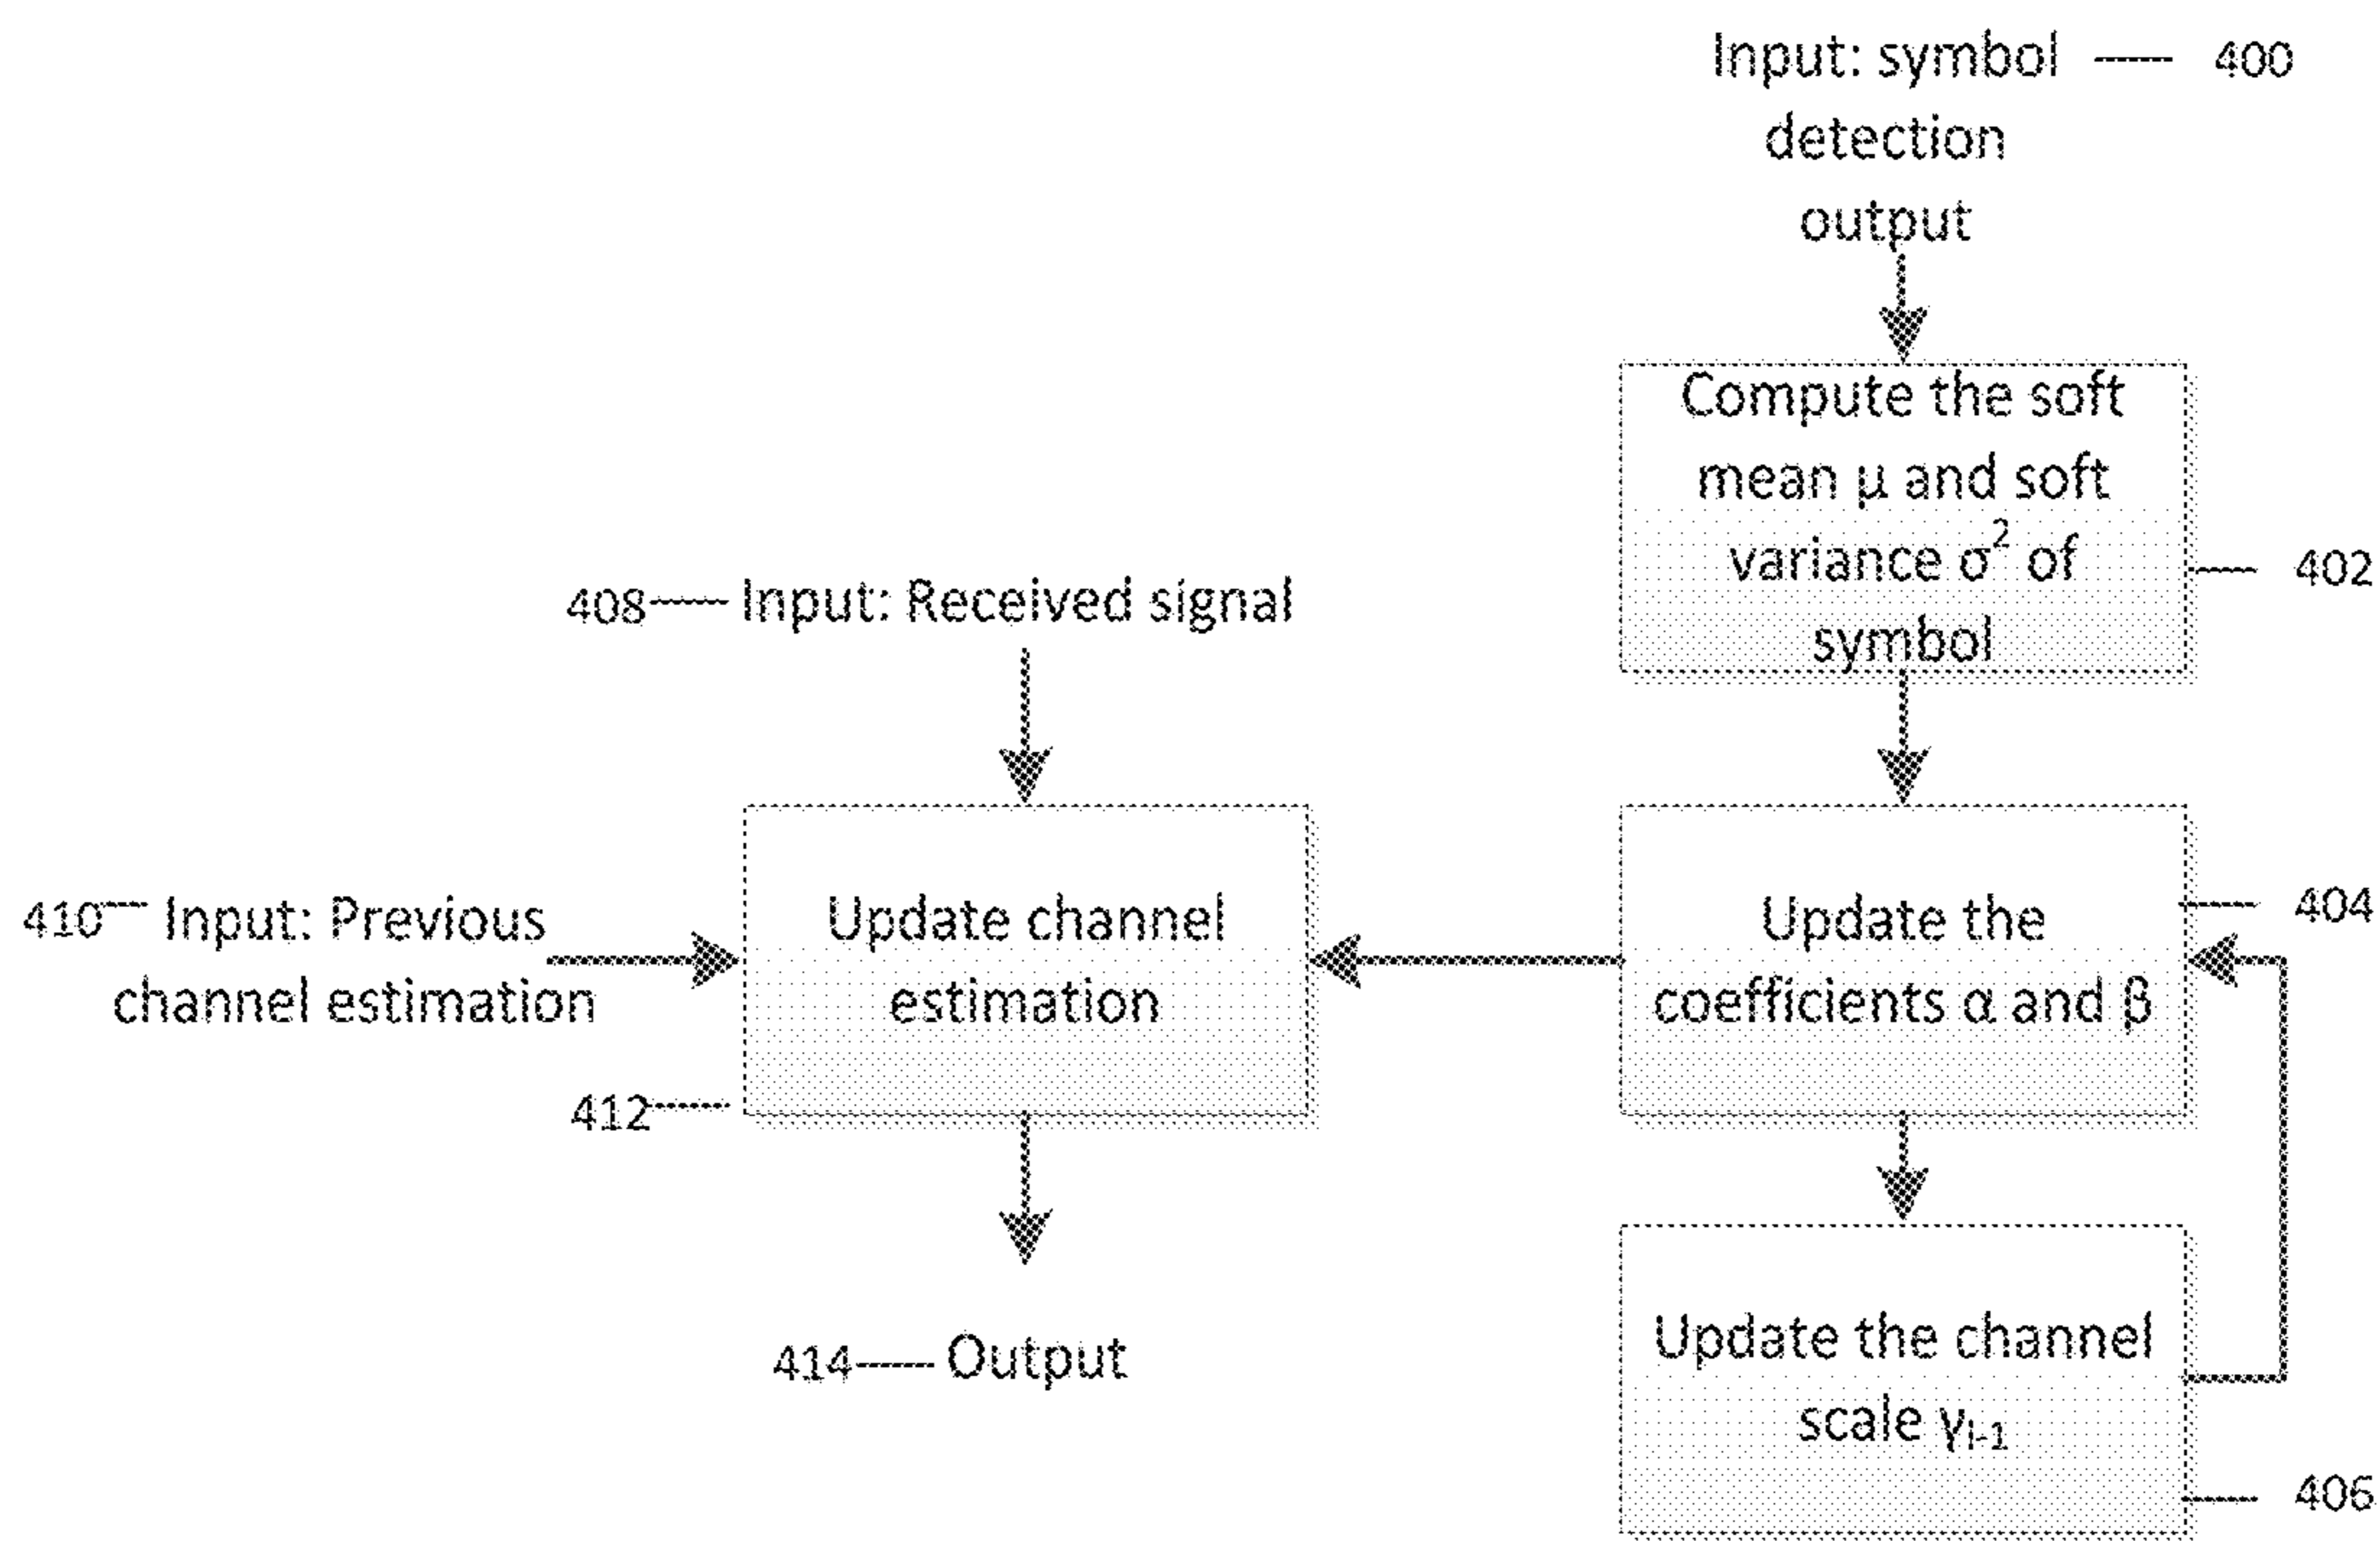 Input: symbol 400
detection
output
Compute the soft
mean μ and soft
variance σ² of 402
symbol
408 Input: Received signal
410 Input: Previous
channel estimation
Update channel
estimation
412
Update the 404
coefficients α and β
414 Output
Update the channel
scale γl-1
406